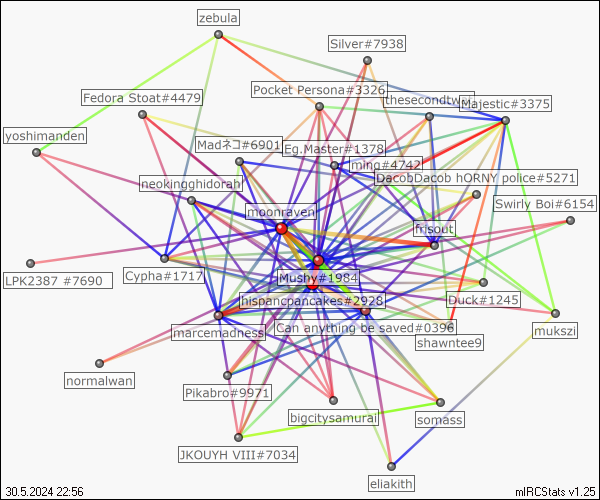 zebula
Silver#7938
Pocket Persona#3326
Fedora Stoat#4479
Majestic#3375
yoshimanden
Madネコ#6901
Eg.Master#1378
ming#4742
DacobDacob hORNY police#5271
neokingghidorah
Swirly Boi#6154
moonraven
frisout
LPK2387 #7690
Cypha#1717
Mushy#1984
hispancpancakes#2928
Duck#1245
marcemadness
Can anything be saved#0396
mukszi
shawntee9
normalwan
Pikabro#9971
bigcitysamurai
somass
JKOUYH VIII#7034
eliakith
30.5.2024 22:56
mIRCStats v1.25